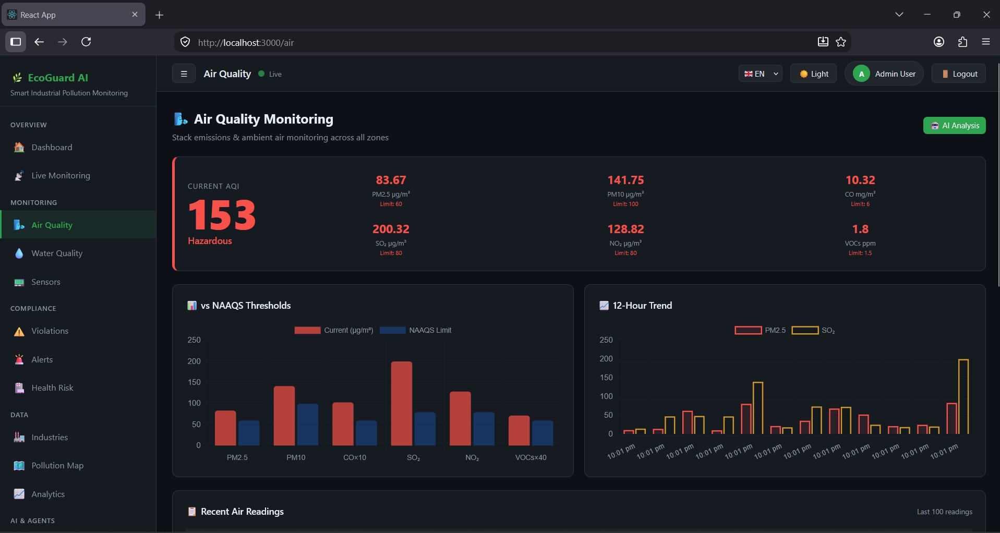 React App
http://localhost:3000/air
EcoGuard AI
Smart Industrial Pollution Monitoring
OVERVIEW
Dashboard
Live Monitoring
MONITORING
Air Quality
Water Quality
Sensors
COMPLIANCE
Violations
Alerts
Health Risk
DATA
Industries
Pollution Map
Analytics
AI & AGENTS
Air Quality Live
EN
Light
A Admin User
Logout
Air Quality Monitoring
Stack emissions & ambient air monitoring across all zones
AI Analysis
CURRENT AQI
153
Hazardous
83.67
PM2.5 µg/m³
Limit: 60
141.75
PM10 µg/m³
Limit: 100
10.32
CO mg/m³
Limit: 6
200.32
SO₂ µg/m³
Limit: 80
128.82
NO₂ µg/m³
Limit: 80
1.8
VOCs ppm
Limit: 1.5
vs NAAQS Thresholds
Current (µg/m³) NAAQS Limit
250
200
150
100
50
0
PM2.5 PM10 CO×10 SO₂ NO₂ VOCs×40
12-Hour Trend
PM2.5 SO₂
250
200
150
100
50
0
10:01 pm 10:01 pm 10:01 pm 10:01 pm 10:01 pm 10:01 pm 10:01 pm 10:01 pm 10:01 pm 10:01 pm 10:01 pm 10:01 pm
Recent Air Readings
Last 100 readings